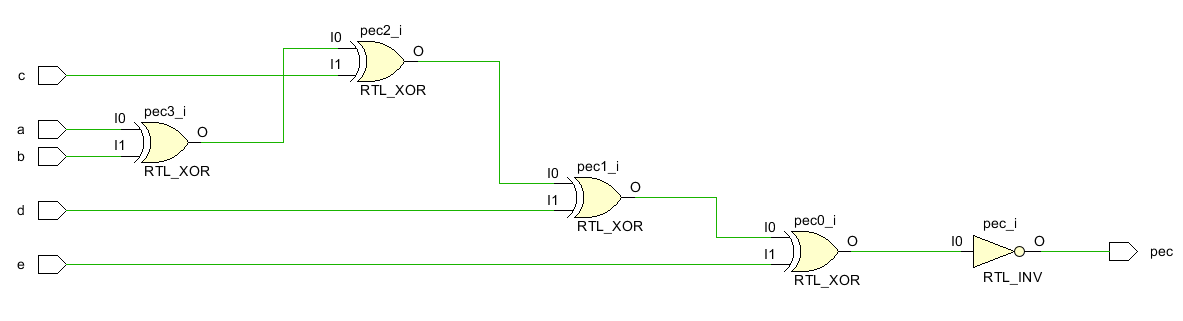 pec2_i
I0
O
I1
c
RTL_XOR
pec3_i
I0
a
O
I1
b
RTL_XOR
pec1_i
I0
O
I1
d
RTL_XOR
pec0_i
pec_i
I0
O
I0
O
pec
I1
e
RTL_XOR
RTL_INV